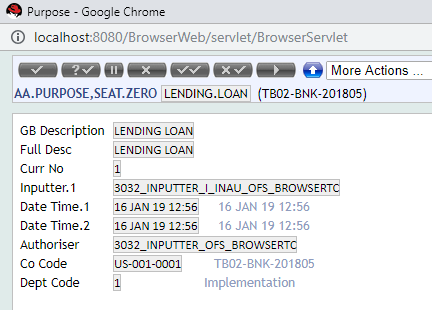 Purpose - Google Chrome
localhost:8080/BrowserWeb/servlet/BrowserServlet
More Actions ...
AA.PURPOSE,SEAT.ZERO LENDING.LOAN (TB02-BNK-201805)
GB Description LENDING LOAN
Full Desc LENDING LOAN
Curr No 1
Inputter.1 3032_INPUTTER_I_INAU_OFS_BROWSERTC
Date Time.1 16 JAN 19 12:56 16 JAN 19 12:56
Date Time.2 16 JAN 19 12:56 16 JAN 19 12:56
Authoriser 3032_INPUTTER_OFS_BROWSERTC
Co Code US-001-0001 TB02-BNK-201805
Dept Code 1 Implementation